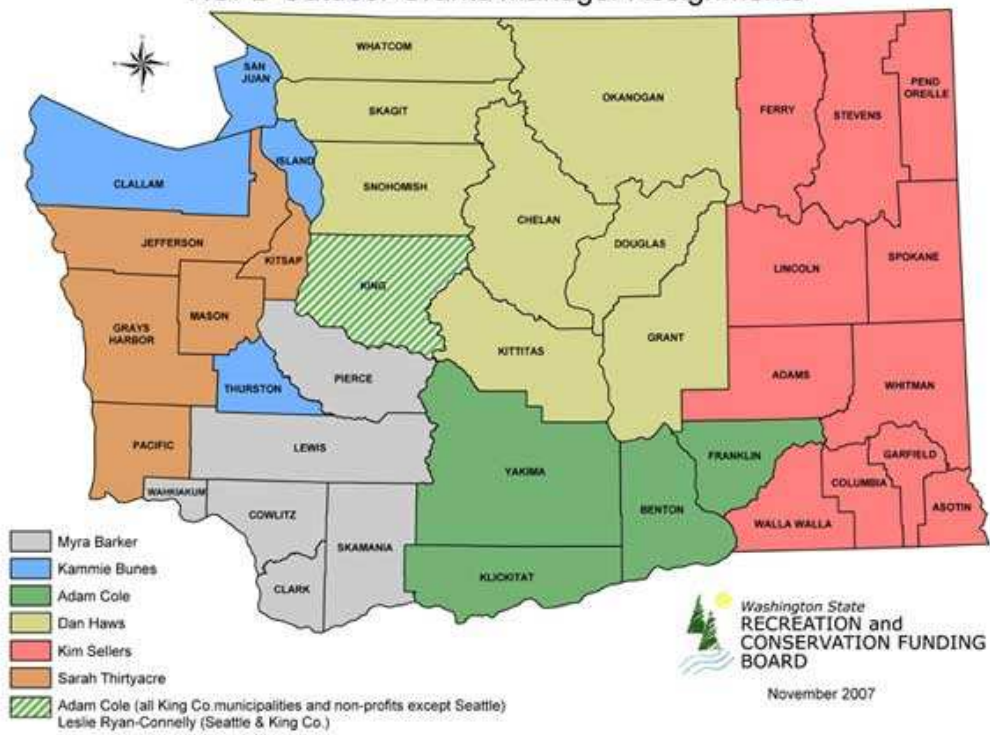 WHATCOM
SAN
JUAN
SKAGIT
OKANOGAN
FERRY
STEVENS
PEND
OREILLE
ISLAND
CLALLAM
SNOHOMISH
CHELAN
DOUGLAS
JEFFERSON
KITSAP
KING
LINCOLN
SPOKANE
GRAYS
HARBOR
MASON
KITTITAS
GRANT
THURSTON
PIERCE
ADAMS
WHITMAN
PACIFIC
LEWIS
YAKIMA
FRANKLIN
GARFIELD
COLUMBIA
ASOTIN
WAHKIAKUM
COWLITZ
SKAMANIA
BENTON
WALLA WALLA
CLARK
KLICKITAT
Myra Barker
Kammie Bunes
Adam Cole
Dan Haws
Kim Sellers
Sarah Thirtyacre
Adam Cole (all King Co.municipalities and non-profits except Seattle)
Leslie Ryan-Connelly (Seattle & King Co.)
Washington State
RECREATION and
CONSERVATION FUNDING
BOARD
November 2007